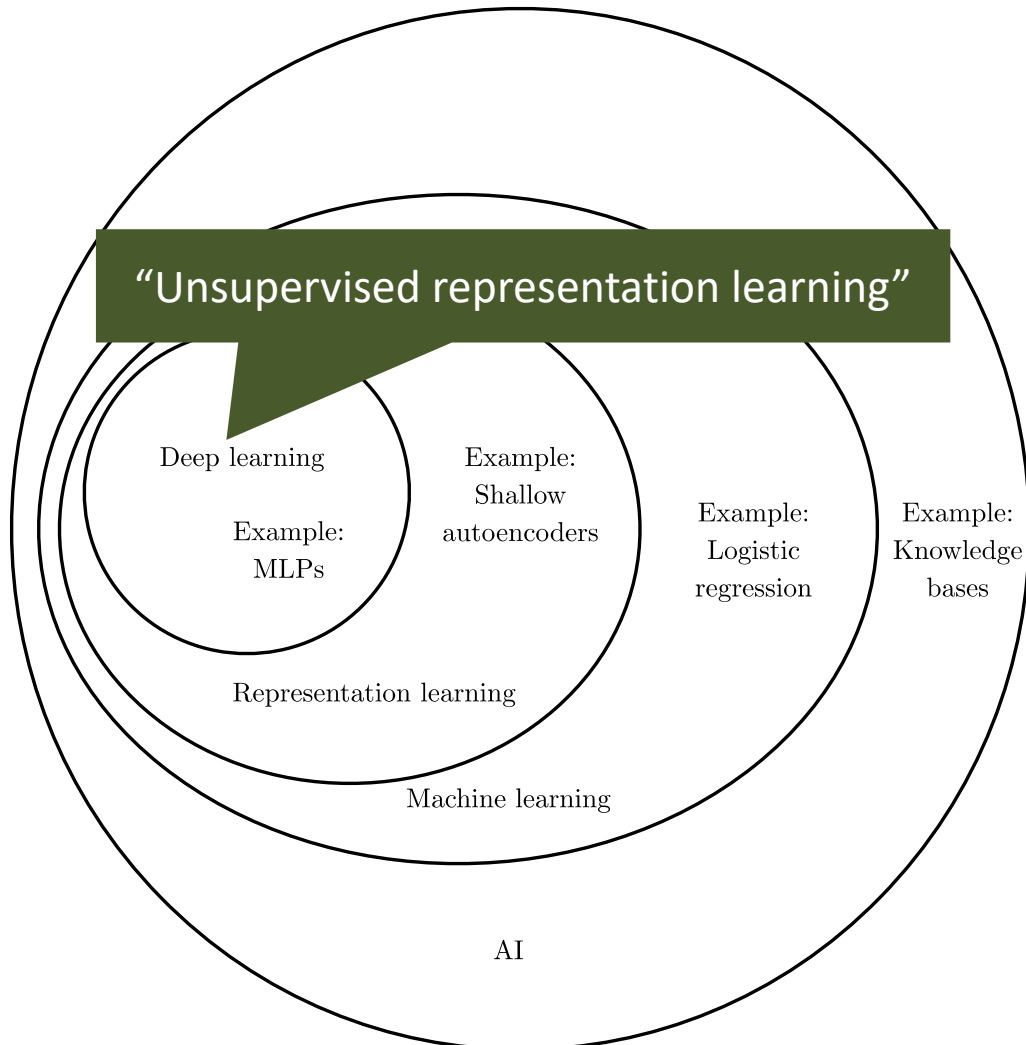 “Unsupervised representation learning”
Deep learning
Example:
MLPs
Example:
Shallow
autoencoders
Example:
Logistic
regression
Example:
Knowledge
bases
Representation learning
Machine learning
AI